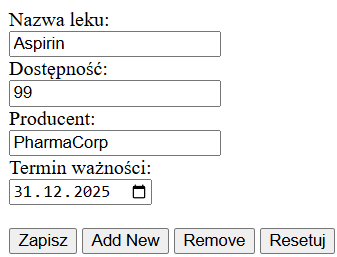 Nazwa leku:
Aspirin
Dostępność:
99
Producent:
PharmaCorp
Termin ważności:
31.12.2025
Zapisz Add New Remove Resetuj